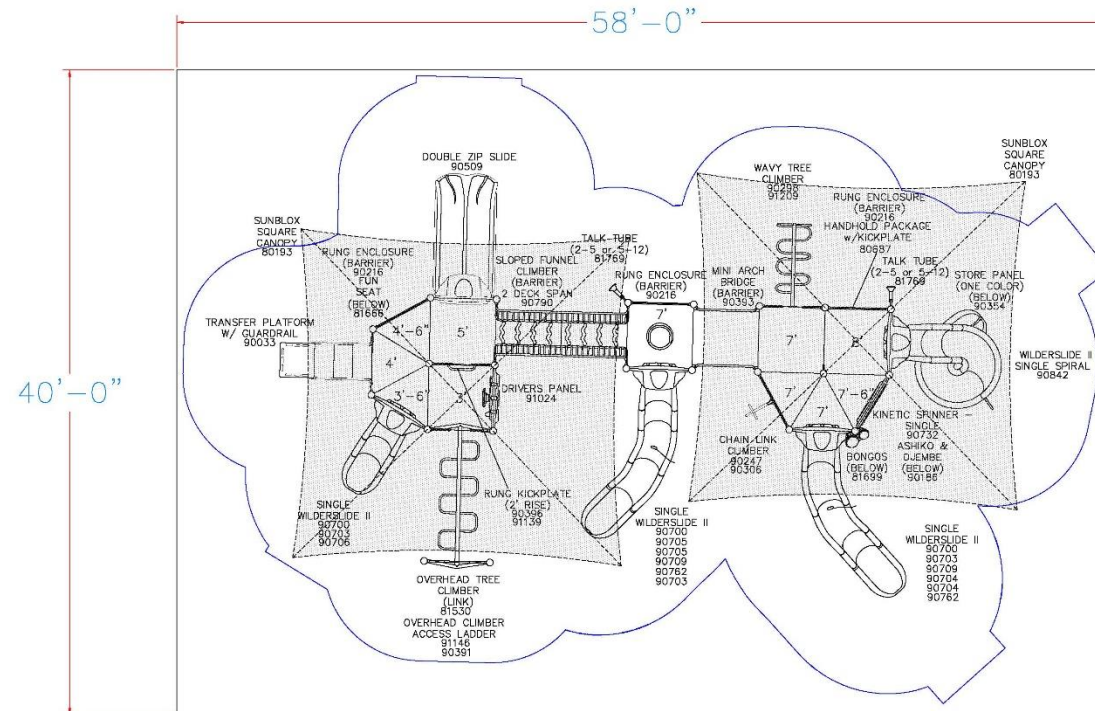 58'-0"
40'-0"
DOUBLE ZIP SLIDE
90509
SUNBLOX
SQUARE
CANOPY
80193
RUNG ENCLOSURE
(BARRIER)
90216
FUN
SEAT
(BELOW)
81666
TRANSFER PLATFORM
W/ GUARDRAIL
90033
4'-6"
5'
4'
3'-6"
3'
SLOPED FUNNEL
CLIMBER
(BARRIER)
2 DECK SPAN
90790
TALK TUBE
(2-5 or 5-12)
81769
RUNG ENCLOSURE
(BARRIER)
90216
7'
MINI ARCH
BRIDGE
(BARRIER)
90393
WAVY TREE
CLIMBER
90298
91209
RUNG ENCLOSURE
(BARRIER)
90216
HANDHOLD PACKAGE
w/KICKPLATE
80687
TALK TUBE
(2-5 or 5-12)
81769
SUNBLOX
SQUARE
CANOPY
80193
STORE PANEL
(ONE COLOR)
(BELOW)
90354
7'
8'
7'
7'
7'-6"
WILDERSLIDE II
SINGLE SPIRAL
90842
DRIVERS PANEL
91024
KINETIC SPINNER -
SINGLE
90732
ASHIKO &
DJEMBE
(BELOW)
90186
BONGOS
(BELOW)
81699
CHAIN LINK
CLIMBER
90247
90306
RUNG KICKPLATE
(2' RISE)
90396
91139
SINGLE
WILDERSLIDE II
90700
90703
90706
SINGLE
WILDERSLIDE II
90700
90705
90705
90709
90762
90703
SINGLE
WILDERSLIDE II
90700
90703
90709
90704
90704
90762
OVERHEAD TREE
CLIMBER
(LINK)
81530
OVERHEAD CLIMBER
ACCESS LADDER
91146
90391